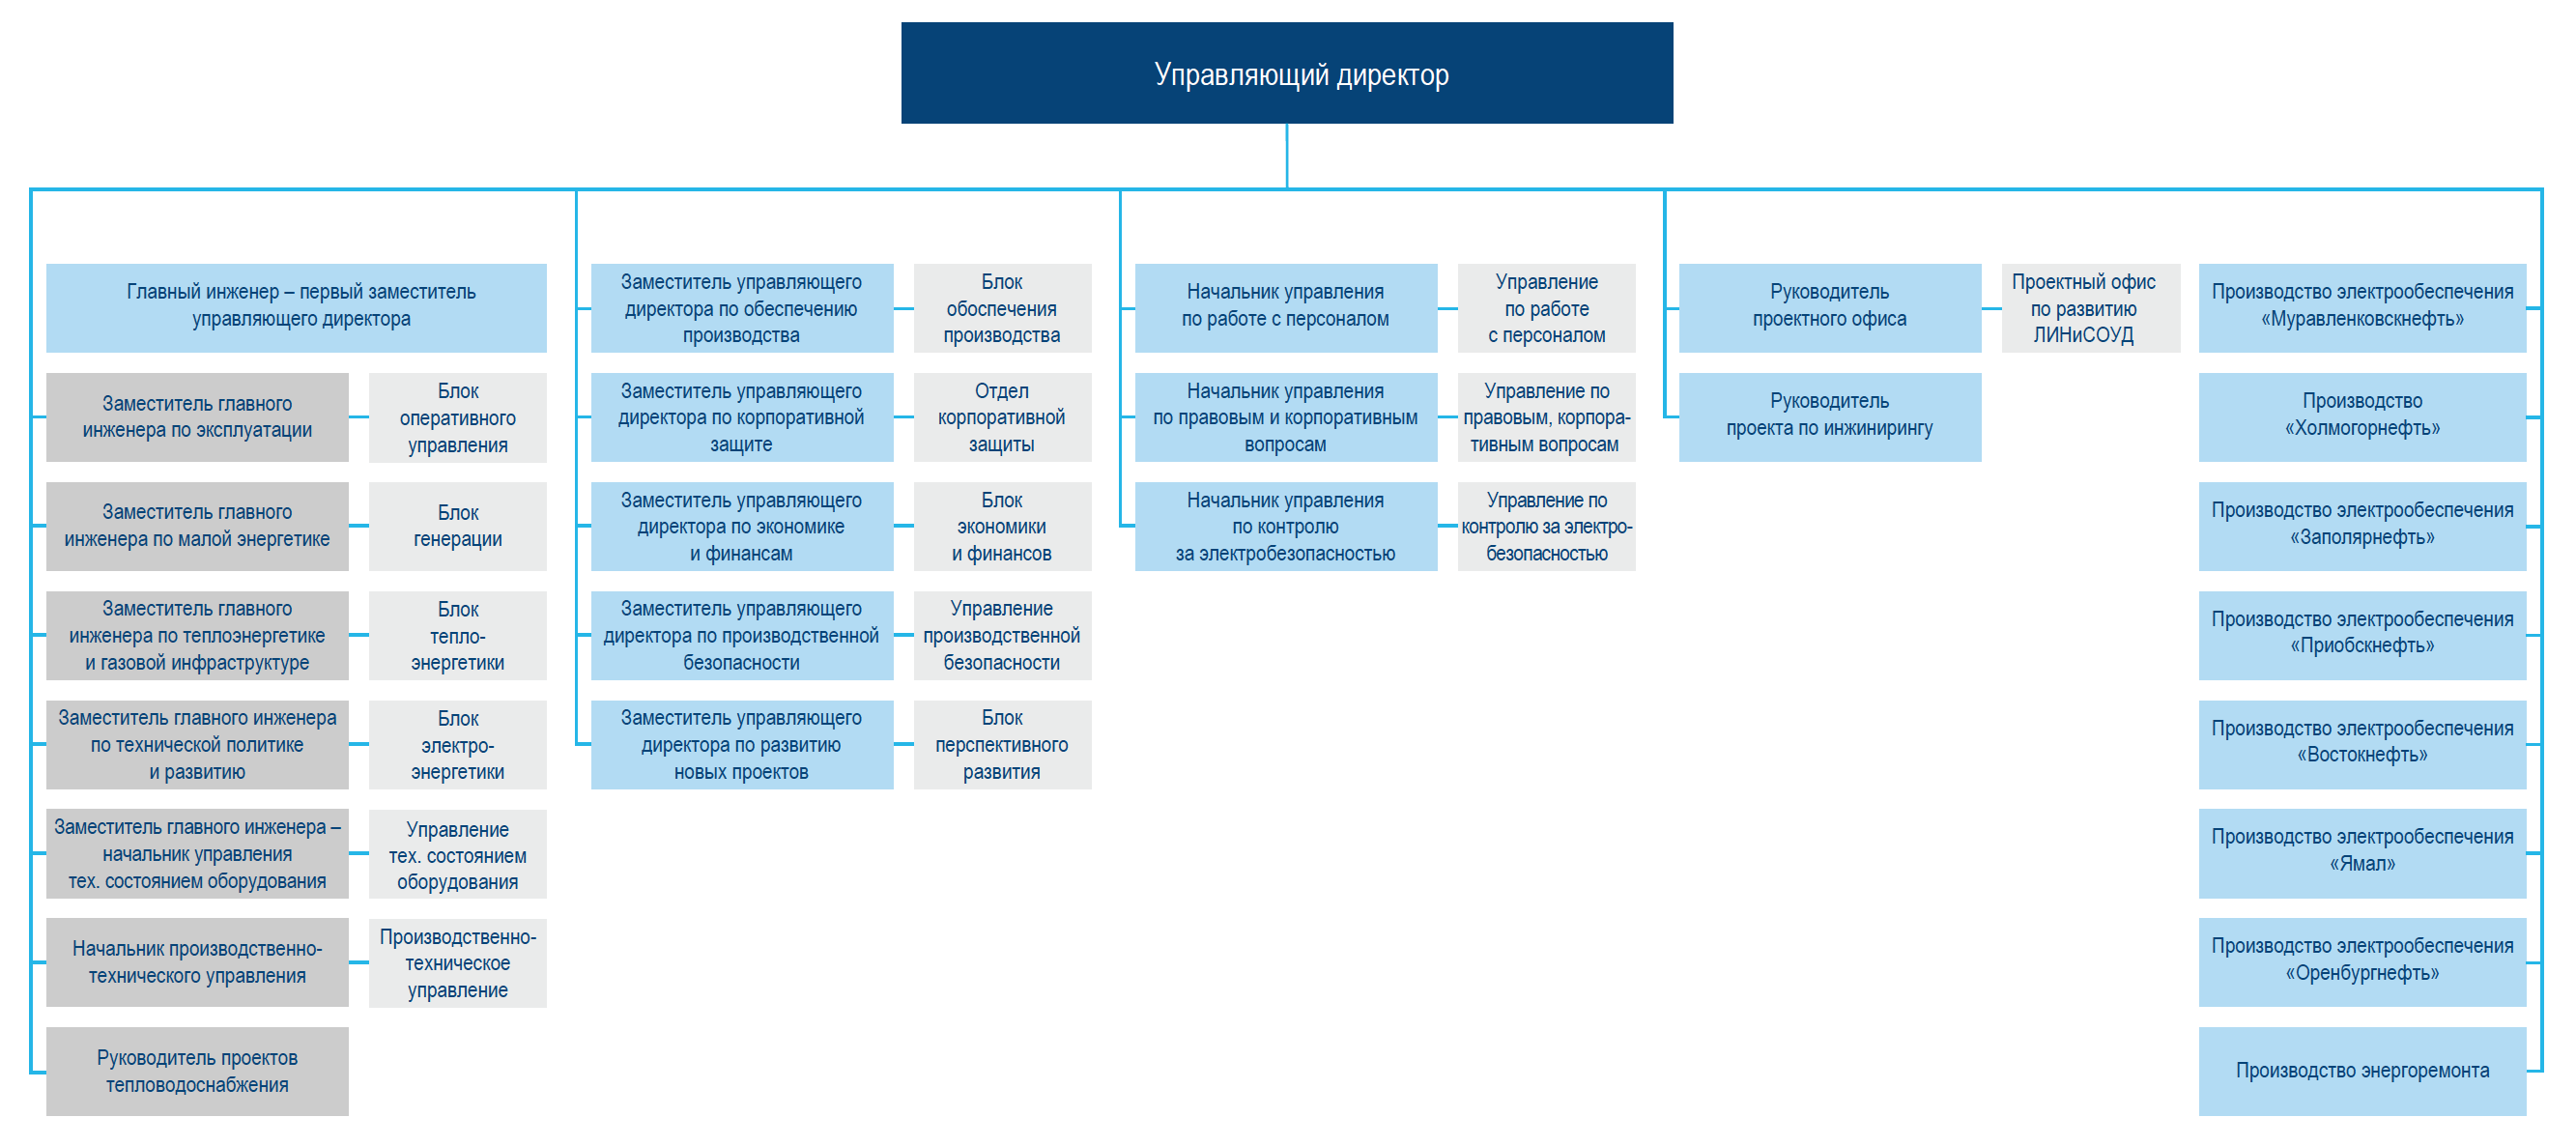 Управляющий директор
Главный инженер – первый заместитель
управляющего директора
Заместитель главного
инженера по эксплуатации
Блок
оперативного
управления
Заместитель главного
инженера по малой энергетике
Блок
генерации
Заместитель главного
инженера по теплоэнергетике
и газовой инфраструктуре
Блок
тепло-
энергетики
Заместитель главного инженера
по технической политике
и развитию
Блок
электро-
энергетики
Заместитель главного инженера –
начальник управления
тех. состоянием оборудования
Управление
тех. состоянием
оборудования
Начальник производственно-
технического управления
Производственно-
техническое
управление
Руководитель проектов
тепловодоснабжения
Заместитель управляющего
директора по обеспечению
производства
Блок
обоспечения
производства
Заместитель управляющего
директора по корпоративной
защите
Отдел
корпоративной
защиты
Заместитель управляющего
директора по экономике
и финансам
Блок
экономики
и финансов
Заместитель управляющего
директора по производственной
безопасности
Управление
производственной
безопасности
Заместитель управляющего
директора по развитию
новых проектов
Блок
перспективного
развития
Начальник управления
по работе с персоналом
Управление
по работе
с персоналом
Начальник управления
по правовым и корпоративным
вопросам
Управление по
правовым, корпора-
тивным вопросам
Начальник управления
по контролю
за электробезопасностью
Управление по
контролю за электро-
безопасностью
Руководитель
проектного офиса
Проектный офис
по развитию
ЛИНиСОУД
Руководитель
проекта по инжинирингу
Производство электрообеспечения
«Муравленковскнефть»
Производство
«Холмогорнефть»
Производство электрообеспечения
«Заполярнефть»
Производство электрообеспечения
«Приобскнефть»
Производство электрообеспечения
«Востокнефть»
Производство электрообеспечения
«Ямал»
Производство электрообеспечения
«Оренбургнефть»
Производство энергоремонта